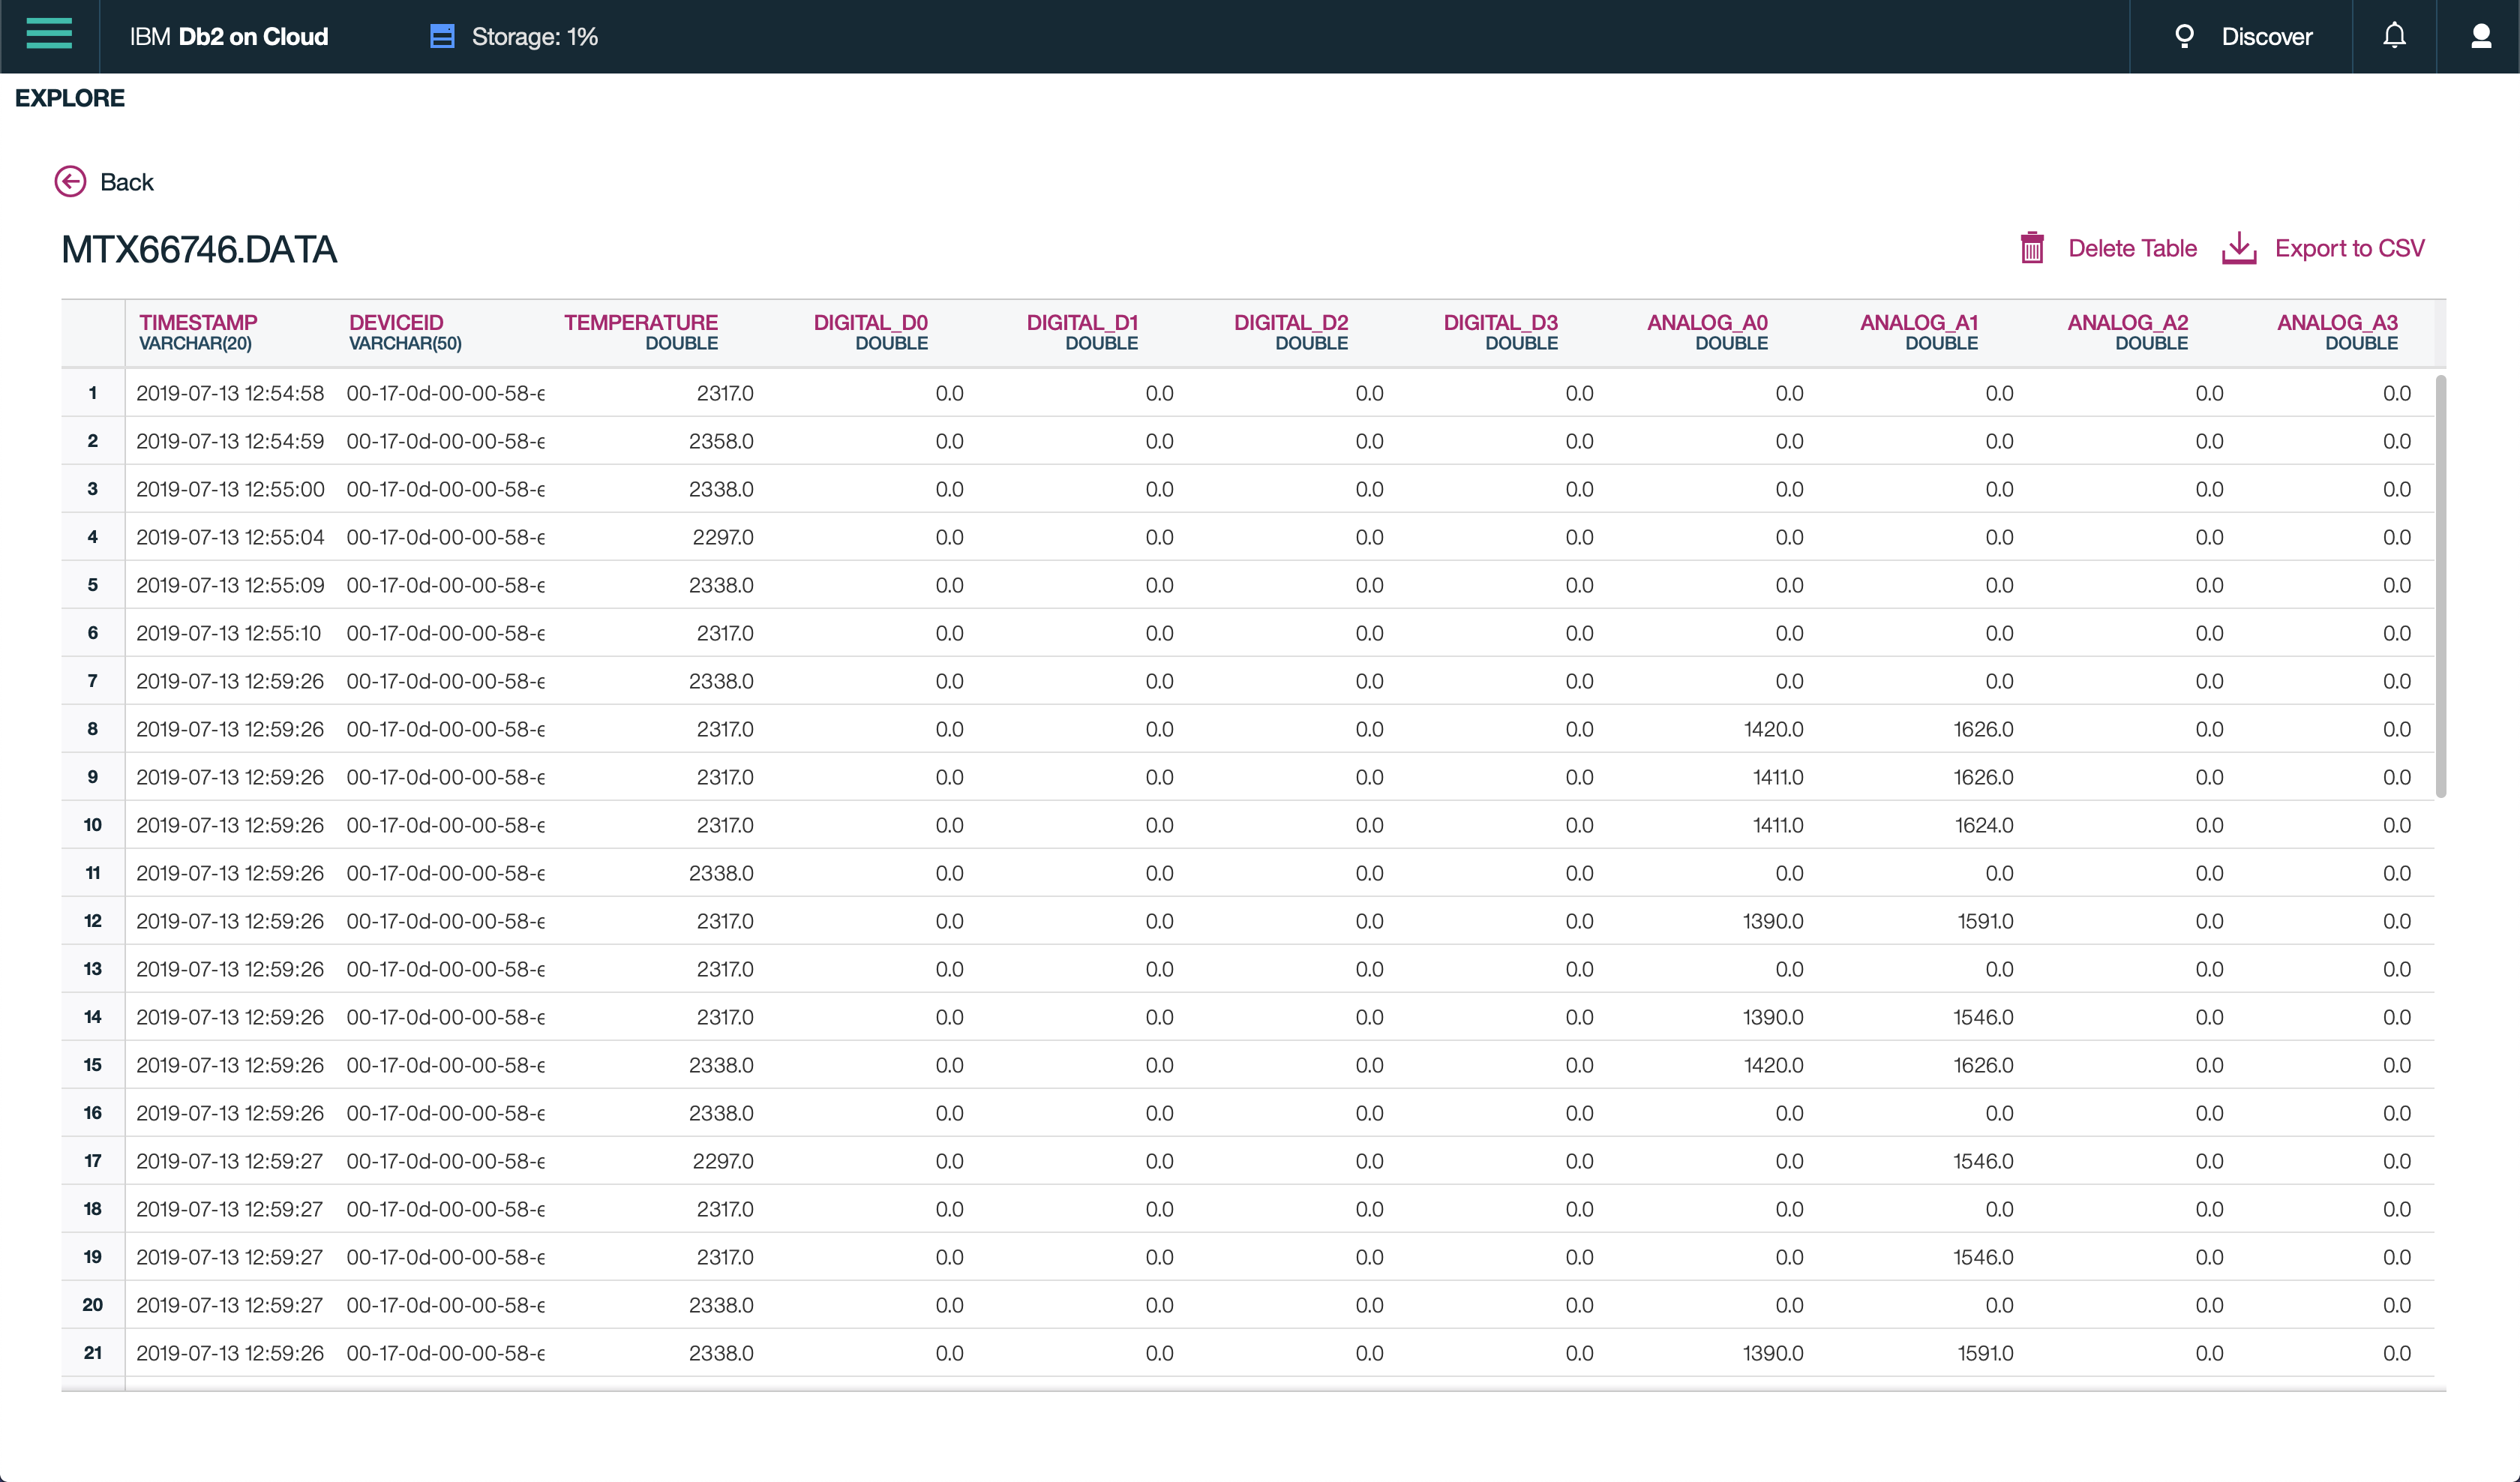 IBM Db2 on Cloud Storage: 1% Discover
EXPLORE
Back
MTX66746.DATA Delete Table Export to CSV
TIMESTAMP DEVICEID TEMPERATURE DIGITAL_D0 DIGITAL_D1 DIGITAL_D2 DIGITAL_D3 ANALOG_A0 ANALOG_A1 ANALOG_A2 ANALOG_A3
VARCHAR(20) VARCHAR(50) DOUBLE DOUBLE DOUBLE DOUBLE DOUBLE DOUBLE DOUBLE DOUBLE DOUBLE
1 2019-07-13 12:54:58 00-17-0d-00-00-58-e 2317.0 0.0 0.0 0.0 0.0 0.0 0.0 0.0 0.0
2 2019-07-13 12:54:59 00-17-0d-00-00-58-e 2358.0 0.0 0.0 0.0 0.0 0.0 0.0 0.0 0.0
3 2019-07-13 12:55:00 00-17-0d-00-00-58-e 2338.0 0.0 0.0 0.0 0.0 0.0 0.0 0.0 0.0
4 2019-07-13 12:55:04 00-17-0d-00-00-58-e 2297.0 0.0 0.0 0.0 0.0 0.0 0.0 0.0 0.0
5 2019-07-13 12:55:09 00-17-0d-00-00-58-e 2338.0 0.0 0.0 0.0 0.0 0.0 0.0 0.0 0.0
6 2019-07-13 12:55:10 00-17-0d-00-00-58-e 2317.0 0.0 0.0 0.0 0.0 0.0 0.0 0.0 0.0
7 2019-07-13 12:59:26 00-17-0d-00-00-58-e 2338.0 0.0 0.0 0.0 0.0 0.0 0.0 0.0 0.0
8 2019-07-13 12:59:26 00-17-0d-00-00-58-e 2317.0 0.0 0.0 0.0 0.0 1420.0 1626.0 0.0 0.0
9 2019-07-13 12:59:26 00-17-0d-00-00-58-e 2317.0 0.0 0.0 0.0 0.0 1411.0 1626.0 0.0 0.0
10 2019-07-13 12:59:26 00-17-0d-00-00-58-e 2317.0 0.0 0.0 0.0 0.0 1411.0 1624.0 0.0 0.0
11 2019-07-13 12:59:26 00-17-0d-00-00-58-e 2338.0 0.0 0.0 0.0 0.0 0.0 0.0 0.0 0.0
12 2019-07-13 12:59:26 00-17-0d-00-00-58-e 2317.0 0.0 0.0 0.0 0.0 1390.0 1591.0 0.0 0.0
13 2019-07-13 12:59:26 00-17-0d-00-00-58-e 2317.0 0.0 0.0 0.0 0.0 0.0 0.0 0.0 0.0
14 2019-07-13 12:59:26 00-17-0d-00-00-58-e 2317.0 0.0 0.0 0.0 0.0 1390.0 1546.0 0.0 0.0
15 2019-07-13 12:59:26 00-17-0d-00-00-58-e 2338.0 0.0 0.0 0.0 0.0 1420.0 1626.0 0.0 0.0
16 2019-07-13 12:59:26 00-17-0d-00-00-58-e 2338.0 0.0 0.0 0.0 0.0 0.0 0.0 0.0 0.0
17 2019-07-13 12:59:27 00-17-0d-00-00-58-e 2297.0 0.0 0.0 0.0 0.0 0.0 1546.0 0.0 0.0
18 2019-07-13 12:59:27 00-17-0d-00-00-58-e 2317.0 0.0 0.0 0.0 0.0 0.0 0.0 0.0 0.0
19 2019-07-13 12:59:27 00-17-0d-00-00-58-e 2317.0 0.0 0.0 0.0 0.0 0.0 1546.0 0.0 0.0
20 2019-07-13 12:59:27 00-17-0d-00-00-58-e 2338.0 0.0 0.0 0.0 0.0 0.0 0.0 0.0 0.0
21 2019-07-13 12:59:26 00-17-0d-00-00-58-e 2338.0 0.0 0.0 0.0 0.0 1390.0 1591.0 0.0 0.0